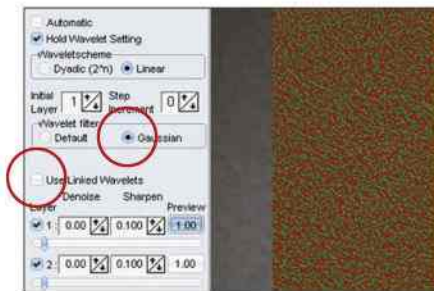 Automatic
Hold Wavelet Setting
Waveletscheme
Dyadic (2^n) Linear
Initial Layer 1 Step Increment 0
Wavelet filter
Default Gaussian
Use Linked Wavelets
Layer Denoise Sharpen Preview
1: 0.00 0.100 1.00
2: 0.00 0.100 1.00